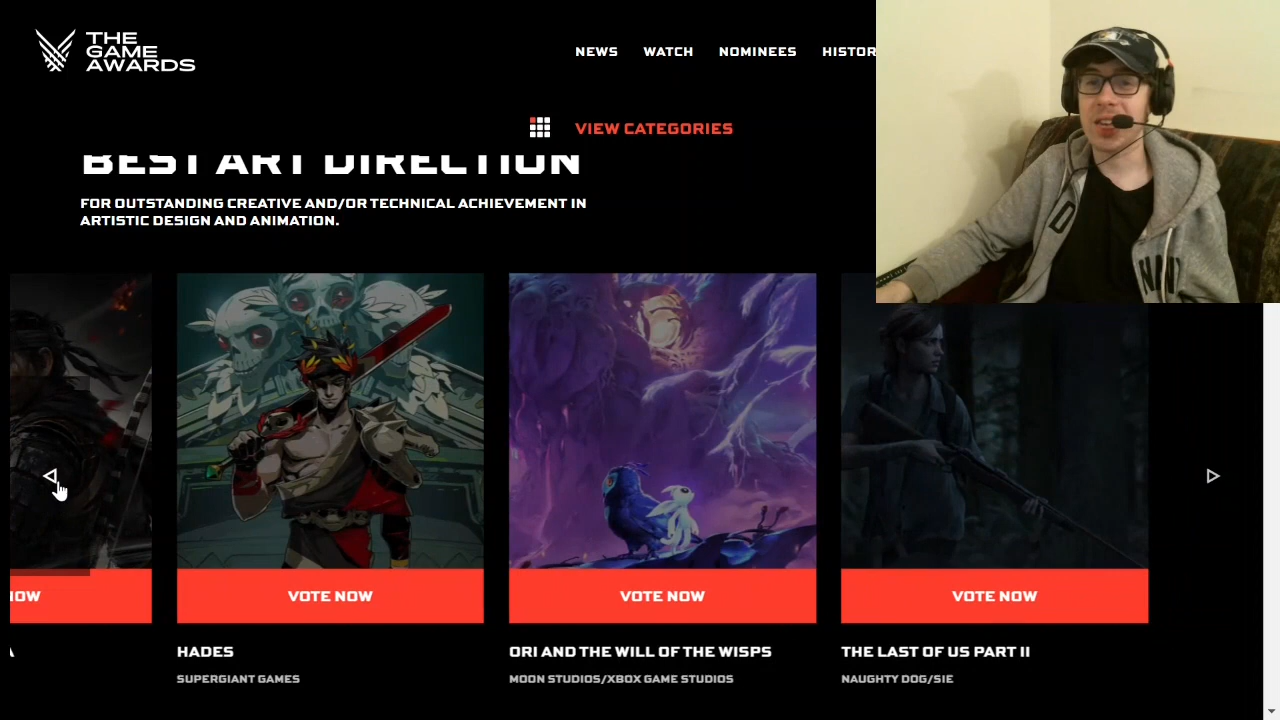 THE
GAME
AWARDS
NEWS WATCH NOMINEES HISTOR
VIEW CATEGORIES
BEST ART DIRECTION
FOR OUTSTANDING CREATIVE AND/OR TECHNICAL ACHIEVEMENT IN
ARTISTIC DESIGN AND ANIMATION.
NOW
VOTE NOW
VOTE NOW
VOTE NOW
HADES
SUPERGIANT GAMES
ORI AND THE WILL OF THE WISPS
MOON STUDIOS/XBOX GAME STUDIOS
THE LAST OF US PART II
NAUGHTY DOG/SIE